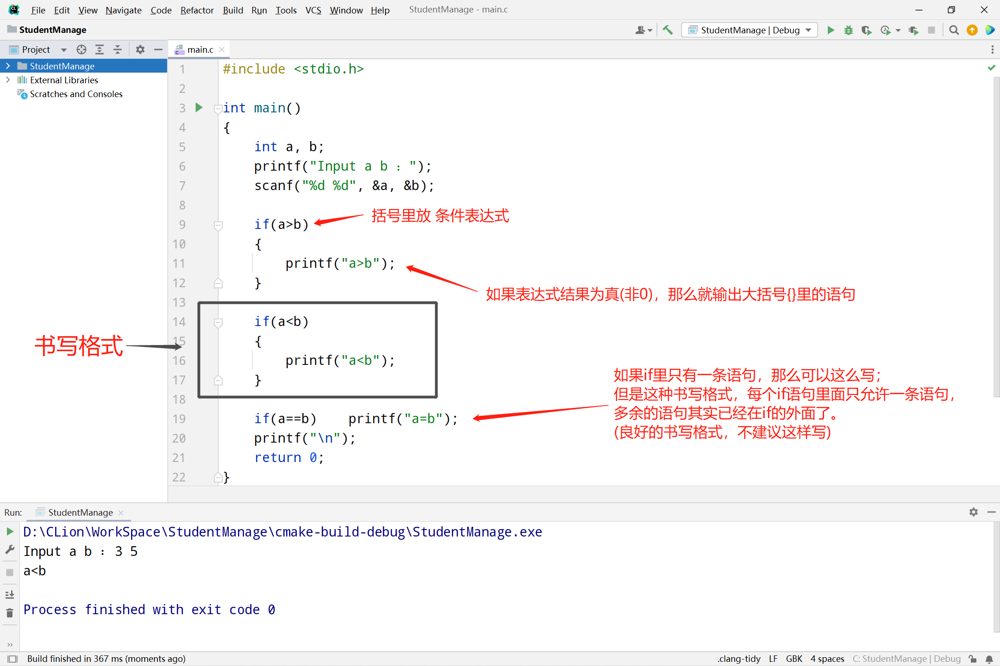 File Edit View Navigate Code Refactor Build Run Tools VCS Window Help StudentManage - main.c
StudentManage
StudentManage | Debug
Project
main.c
StudentManage
External Libraries
Scratches and Consoles
1 #include <stdio.h>
2
3 int main()
4 {
5 int a, b;
6 printf("Input a b : ");
7 scanf("%d %d", &a, &b);
8
括号里放 条件表达式
9 if(a>b)
10 {
11 printf("a>b");
12 }
如果表达式结果为真(非0)，那么就输出大括号{}里的语句
13
14 if(a<b)
书写格式
15 {
16 printf("a<b");
17 }
如果if里只有一条语句，那么可以这么写；
但是这种书写格式，每个if语句里面只允许一条语句，
多余的语句其实已经在if的外面了。
(良好的书写格式，不建议这样写)
18
19 if(a==b) printf("a=b");
20 printf("\n");
21 return 0;
22 }
Run: StudentManage
D:\CLion\WorkSpace\StudentManage\cmake-build-debug\StudentManage.exe
Input a b : 3 5
a<b
Process finished with exit code 0
Build finished in 367 ms (moments ago)
.clang-tidy LF GBK 4 spaces C: StudentManage | Debug